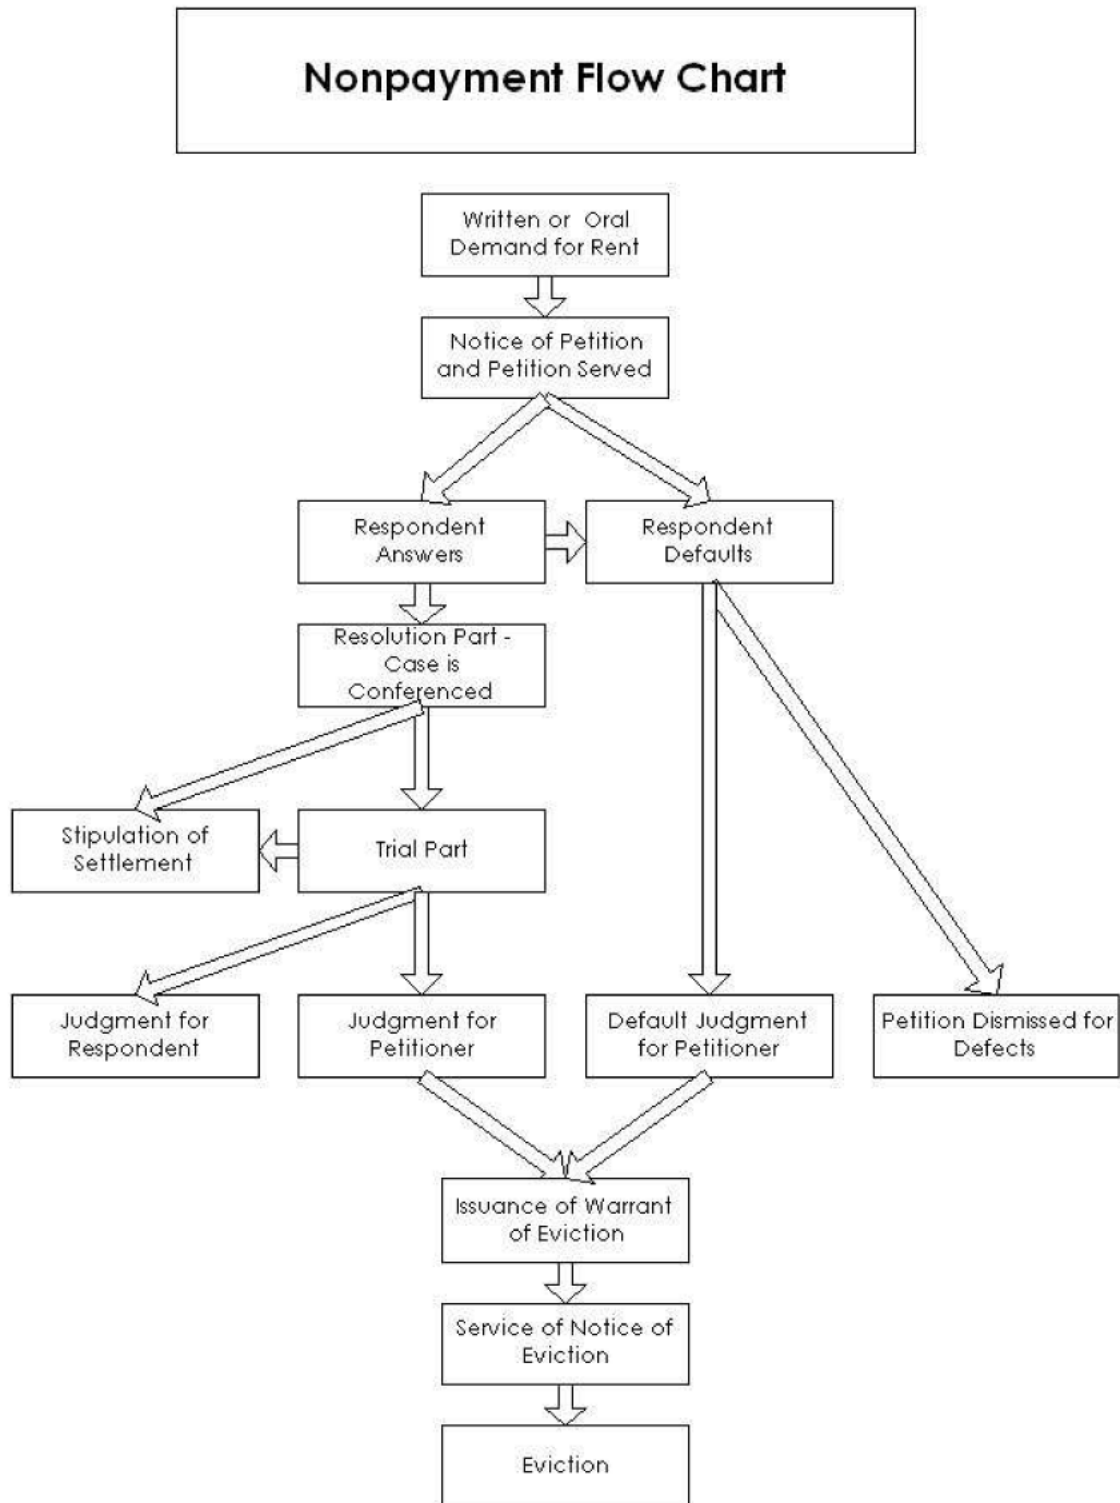 Nonpayment Flow Chart
Written or Oral
Demand for Rent
Notice of Petition
and Petition Served
Respondent
Answers
Respondent
Defaults
Resolution Part -
Case is
Conferenced
Stipulation of
Settlement
Trial Part
Judgment for
Respondent
Judgment for
Petitioner
Default Judgment
for Petitioner
Petition Dismissed for
Defects
Issuance of Warrant
of Eviction
Service of Notice of
Eviction
Eviction